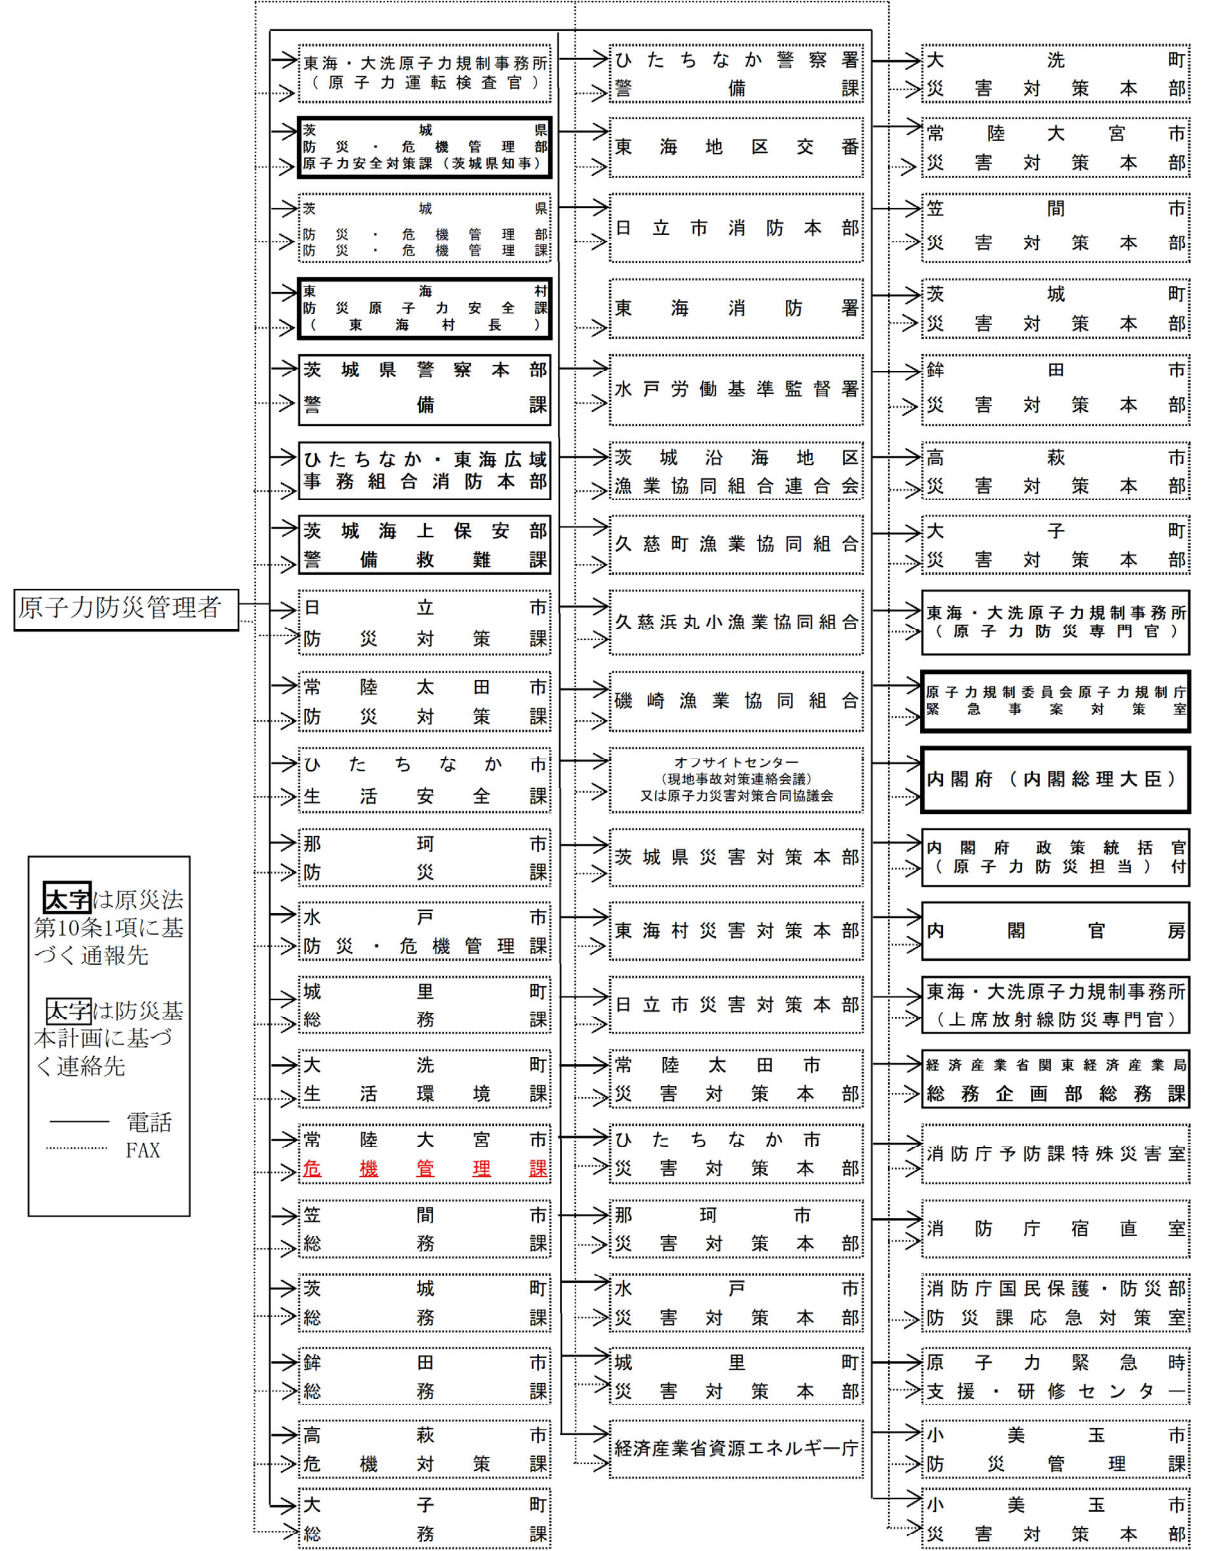 原子力防災管理者
太字は原災法
第10条1項に基
づく通報先
太字は防災基
本計画に基づ
く連絡先
電話
FAX
東海・大洗原子力規制事務所
（原子力運転検査官）
茨城県
防災・危機管理部
原子力安全対策課（茨城県知事）
茨城県
防災・危機管理部
防災・危機管理課
東海村
防災原子力安全課
（東海村長）
茨城県警察本部
警備課
ひたちなか・東海広域
事務組合消防本部
茨城海上保安部
警備救難課
日立市
防災対策課
常陸太田市
防災対策課
ひたちなか市
生活安全課
那珂市
防災課
水戸市
防災・危機管理課
城里町
総務課
大洗町
生活環境課
常陸大宮市
危機管理課
笠間市
総務課
茨城町
総務課
鉾田市
総務課
高萩市
危機対策課
大子町
総務課
ひたちなか警察署
警備課
東海地区交番
日立市消防本部
東海消防署
水戸労働基準監督署
茨城沿海地区
漁業協同組合連合会
久慈町漁業協同組合
久慈浜丸小漁業協同組合
磯崎漁業協同組合
オフサイトセンター
（現地事故対策連絡会議）
又は原子力災害対策合同協議会
茨城県災害対策本部
東海村災害対策本部
日立市災害対策本部
常陸太田市
災害対策本部
ひたちなか市
災害対策本部
那珂市
災害対策本部
水戸市
災害対策本部
城里町
災害対策本部
経済産業省資源エネルギー庁
大洗町
災害対策本部
常陸大宮市
災害対策本部
笠間市
災害対策本部
茨城町
災害対策本部
鉾田市
災害対策本部
高萩市
災害対策本部
大子町
災害対策本部
東海・大洗原子力規制事務所
（原子力防災専門官）
原子力規制委員会原子力規制庁
緊急事案対策室
内閣府（内閣総理大臣）
内閣府政策統括官
（原子力防災担当）付
内閣官房
東海・大洗原子力規制事務所
（上席放射線防災専門官）
経済産業省関東経済産業局
総務企画部総務課
消防庁予防課特殊災害室
消防庁宿直室
消防庁国民保護・防災部
防災課応急対策室
原子力緊急時
支援・研修センター
小美玉市
防災管理課
小美玉市
災害対策本部